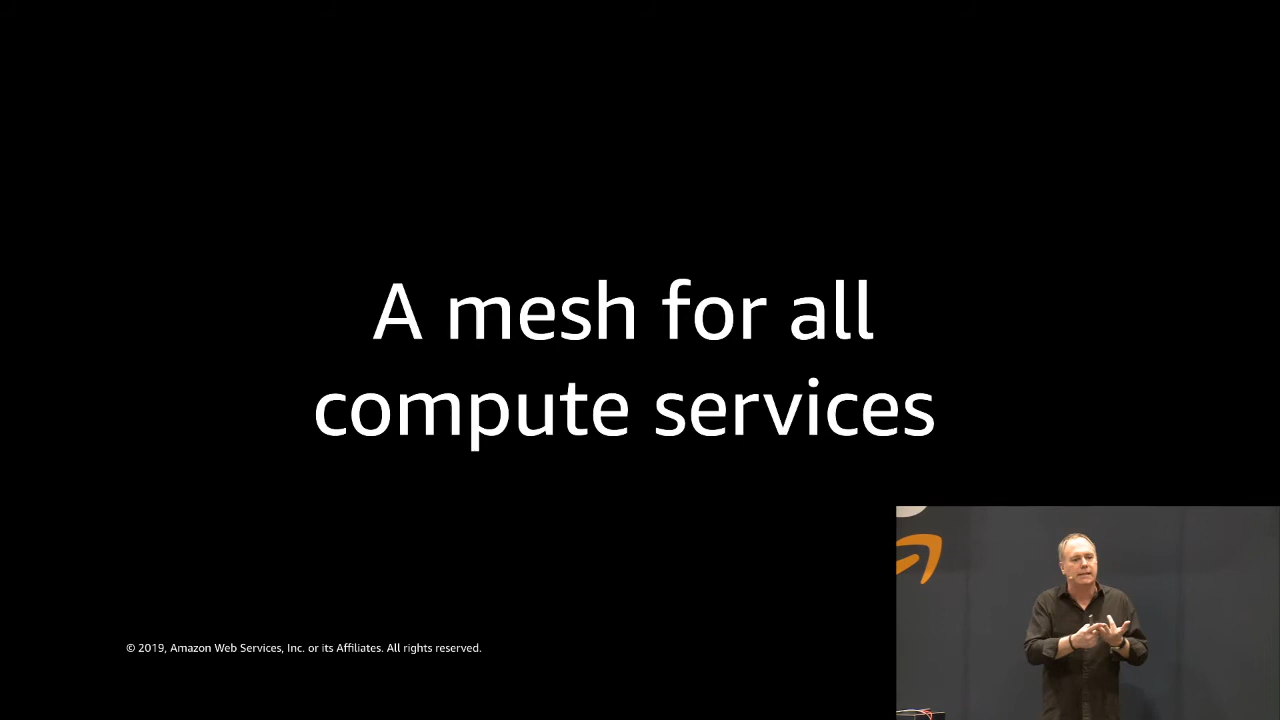 A mesh for all
compute services
© 2019, Amazon Web Services, Inc. or its Affiliates. All rights reserved.